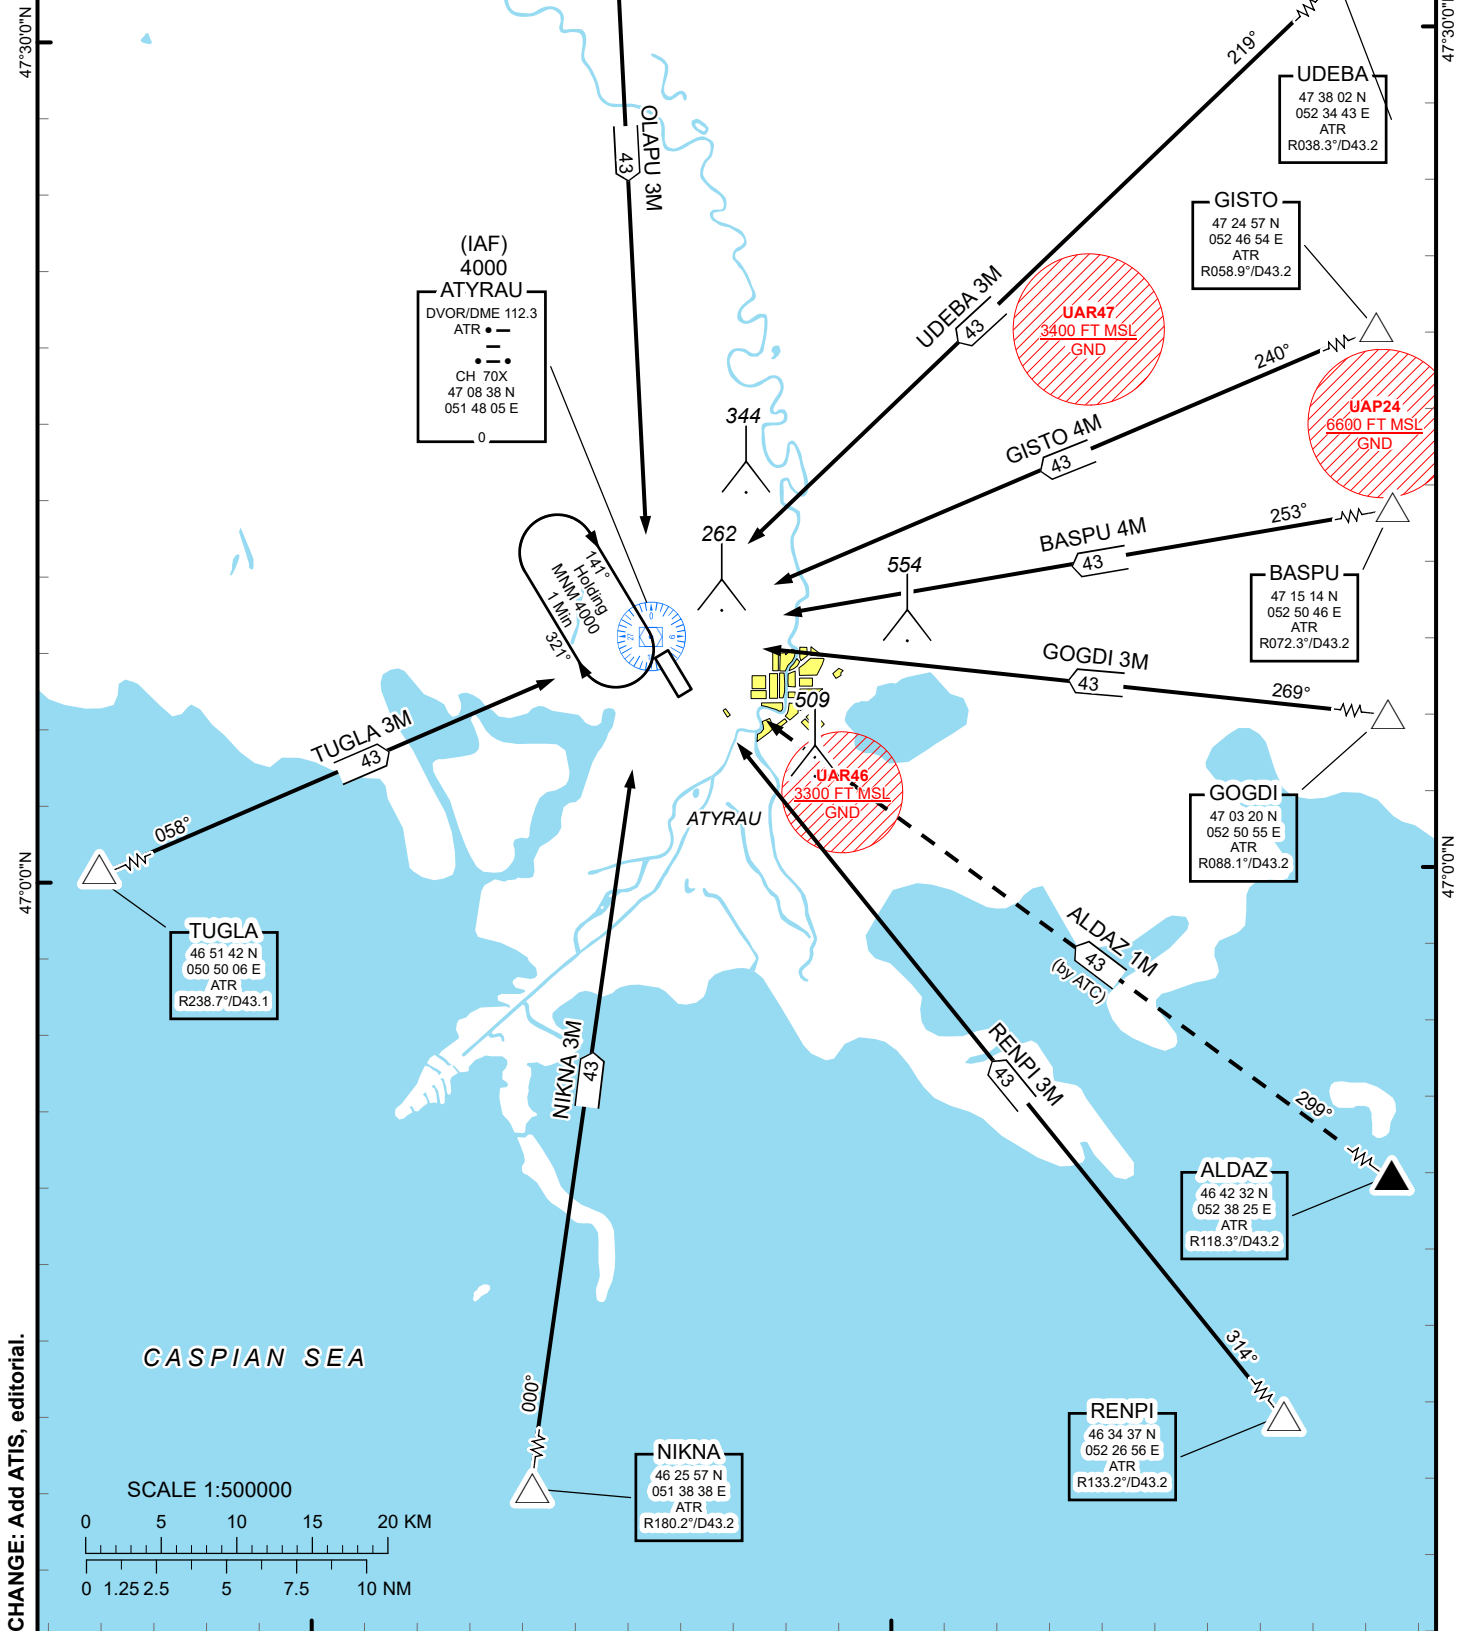 47°30'0"N
47°30'0"N
219°
UDEBA
47 38 02 N
052 34 43 E
ATR
R038.3°/D43.2
OLAPU 3M
43
GISTO
47 24 57 N
052 46 54 E
ATR
R058.9°/D43.2
(IAF)
4000
ATYRAU
DVOR/DME 112.3
ATR
CH 70X
47 08 38 N
051 48 05 E
0
UDEBA 3M
43
UAR47
3400 FT MSL
GND
240°
GISTO 4M
43
UAP24
6600 FT MSL
GND
344
262
554
253°
BASPU 4M
43
BASPU
47 15 14 N
052 50 46 E
ATR
R072.3°/D43.2
141°
Holding
MNM 4000
1 Min
321°
0
9
27
GOGDI 3M
43
269°
GOGDI
47 03 20 N
052 50 55 E
ATR
R088.1°/D43.2
509
UAR46
3300 FT MSL
GND
ATYRAU
TUGLA 3M
43
058°
47°0'0"N
47°0'0"N
TUGLA
46 51 42 N
050 50 06 E
ATR
R238.7°/D43.1
ALDAZ 1M
43
(by ATC)
299°
ALDAZ
46 42 32 N
052 38 25 E
ATR
R118.3°/D43.2
NIKNA 3M
43
000°
RENPI 3M
43
314°
RENPI
46 34 37 N
052 26 56 E
ATR
R133.2°/D43.2
NIKNA
46 25 57 N
051 38 38 E
ATR
R180.2°/D43.2
CASPIAN SEA
SCALE 1:500000
0 5 10 15 20 KM
0 1.25 2.5 5 7.5 10 NM
CHANGE: Add ATIS, editorial.